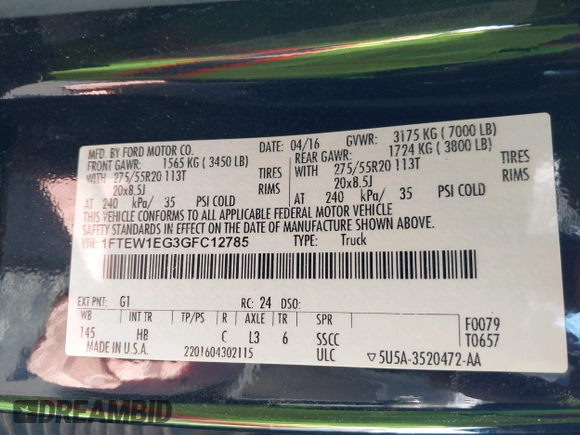 MFD. BY FORD MOTOR CO. DATE: 04/16 GVWR: 3175 KG (7000 LB)
FRONT GAWR: 1565 KG (3450 LB) REAR GAWR: 1724 KG (3800 LB)
WITH 275/55R20 113T TIRES WITH 275/55R20 113T TIRES
20x8.5J RIMS 20x8.5J RIMS
AT 240 kPa/ 35 PSI COLD AT 240 kPa/ 35 PSI COLD
THIS VEHICLE CONFORMS TO ALL APPLICABLE FEDERAL MOTOR VEHICLE
SAFETY STANDARDS IN EFFECT ON THE DATE OF MANUFACTURE SHOWN ABOVE.
VIN: 1FTEW1EG3GFC12785 TYPE: Truck
EXT PNT: G1 RC: 24 DSO:
WB INT TR TP/PS R AXLE TR SPR F0079
145 HB C L3 6 SSCC T0657
MADE IN U.S.A. 2201604302115 ULC ▽5U5A-3520472-AA
DREAMBID